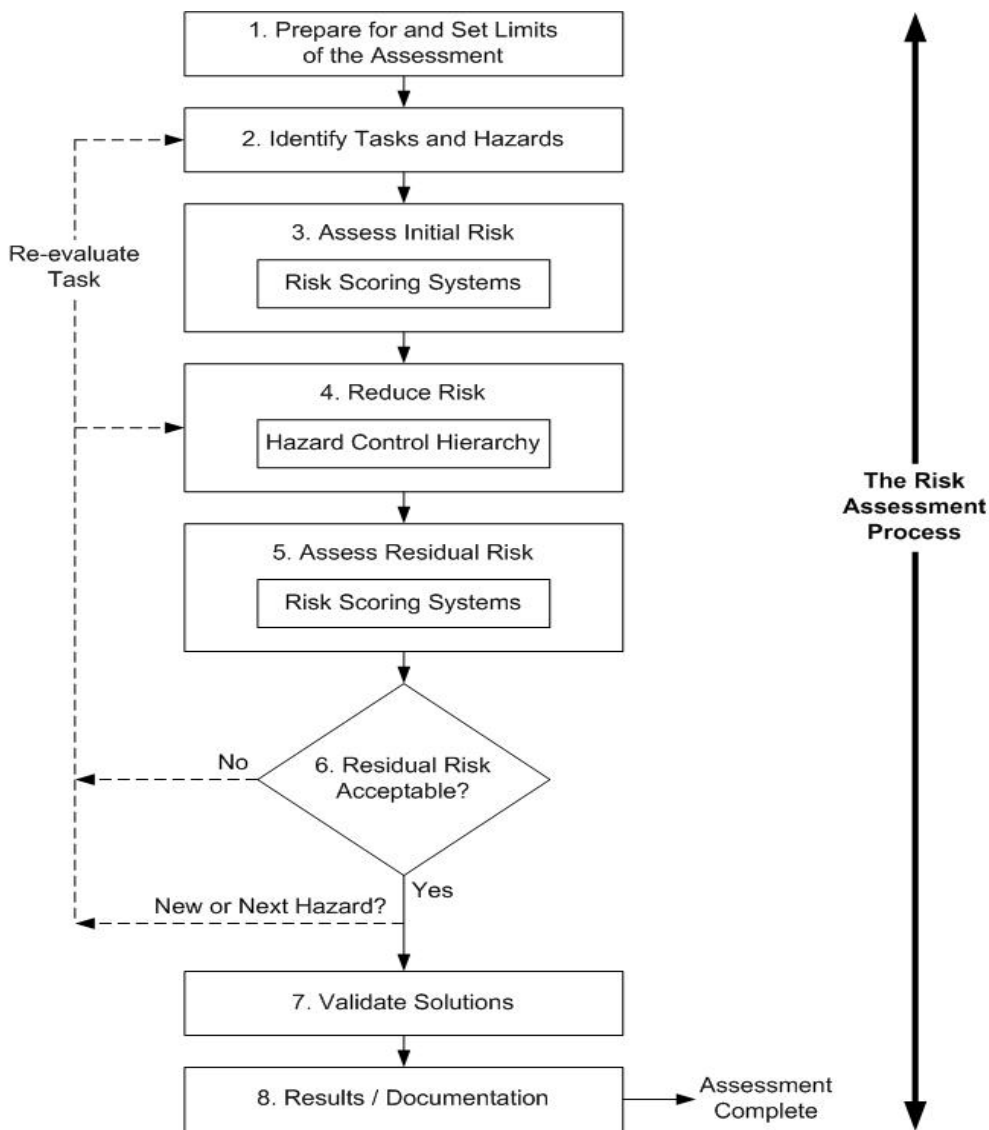 1. Prepare for and Set Limits
of the Assessment
2. Identify Tasks and Hazards
3. Assess Initial Risk
Risk Scoring Systems
Re-evaluate
Task
4. Reduce Risk
Hazard Control Hierarchy
The Risk
Assessment
Process
5. Assess Residual Risk
Risk Scoring Systems
No
6. Residual Risk
Acceptable?
Yes
New or Next Hazard?
7. Validate Solutions
8. Results / Documentation
Assessment
Complete